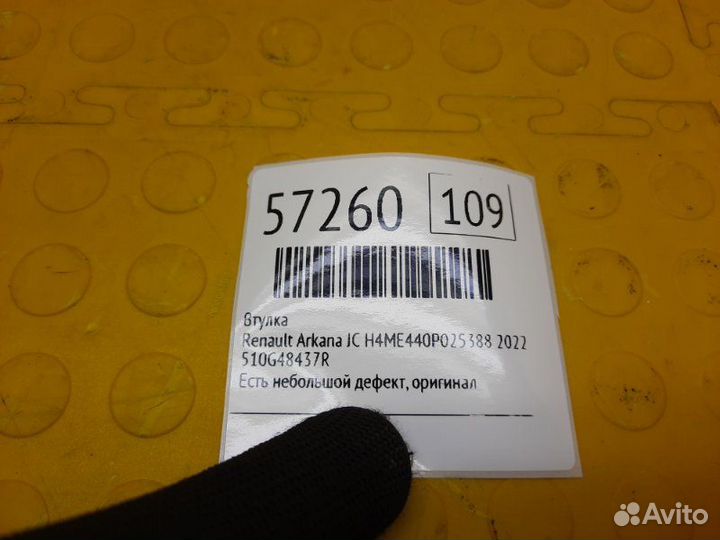 57260 109
Втулка
Renault Arkana JC H4ME440P025388 2022
510G48437R
Есть небольшой дефект, оригинал
Avito